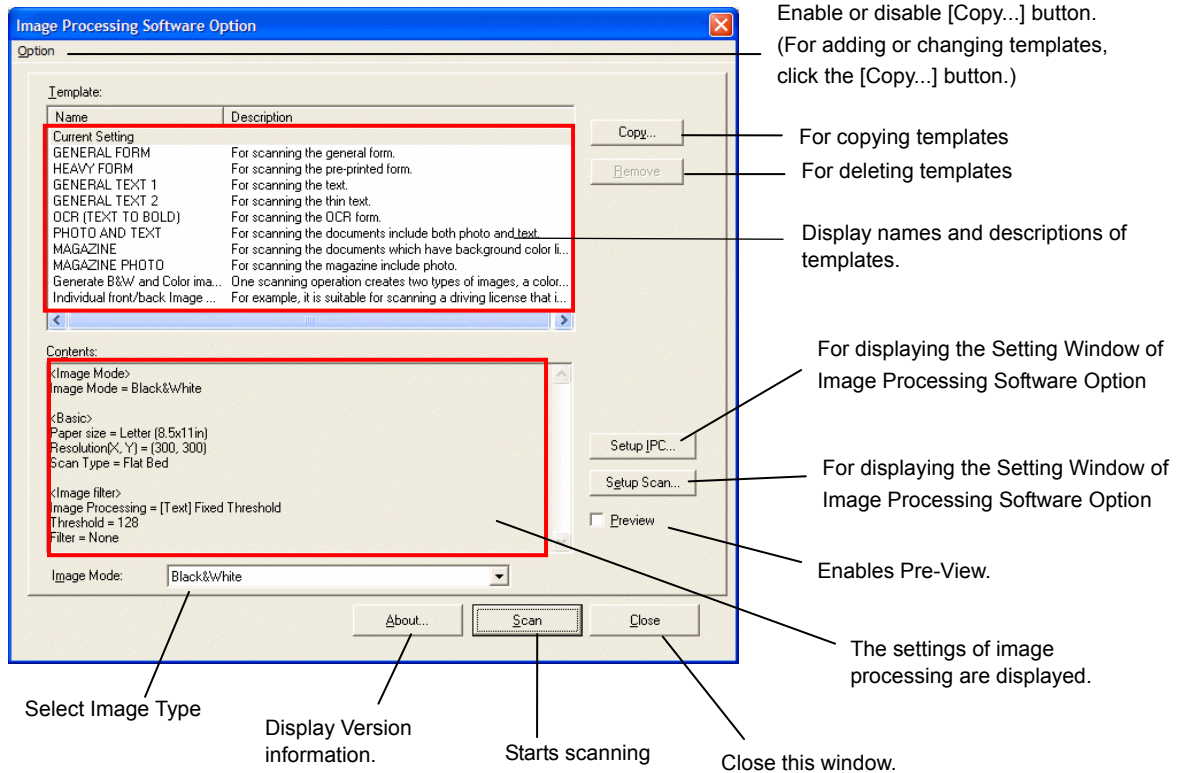 Enable or disable [Copy...] button.
(For adding or changing templates,
click the [Copy...] button.)
Image Processing Software Option
Option
Template:
Name Description
Current Setting
GENERAL FORM For scanning the general form.
HEAVY FORM For scanning the pre-printed form.
GENERAL TEXT 1 For scanning the text.
GENERAL TEXT 2 For scanning the thin text.
OCR (TEXT TO BOLD) For scanning the OCR form.
PHOTO AND TEXT For scanning the documents include both photo and text.
MAGAZINE For scanning the documents which have background color li...
MAGAZINE PHOTO For scanning the magazine include photo.
Generate B&W and Color ima... One scanning operation creates two types of images, a color...
Individual front/back Image ... For example, it is suitable for scanning a driving license that i...
Copy...
For copying templates
Remove
For deleting templates
Display names and descriptions of
templates.
Contents:
<Image Mode>
Image Mode = Black&White
<Basic>
Paper size = Letter (8.5x11in)
Resolution(X, Y) = (300, 300)
Scan Type = Flat Bed
<Image filter>
Image Processing = [Text] Fixed Threshold
Threshold = 128
Filter = None
For displaying the Setting Window of
Image Processing Software Option
Setup IPC...
Setup Scan...
For displaying the Setting Window of
Image Processing Software Option
Preview
Enables Pre-View.
Image Mode: Black&White
About... Scan Close
The settings of image
processing are displayed.
Select Image Type
Display Version
information.
Starts scanning
Close this window.